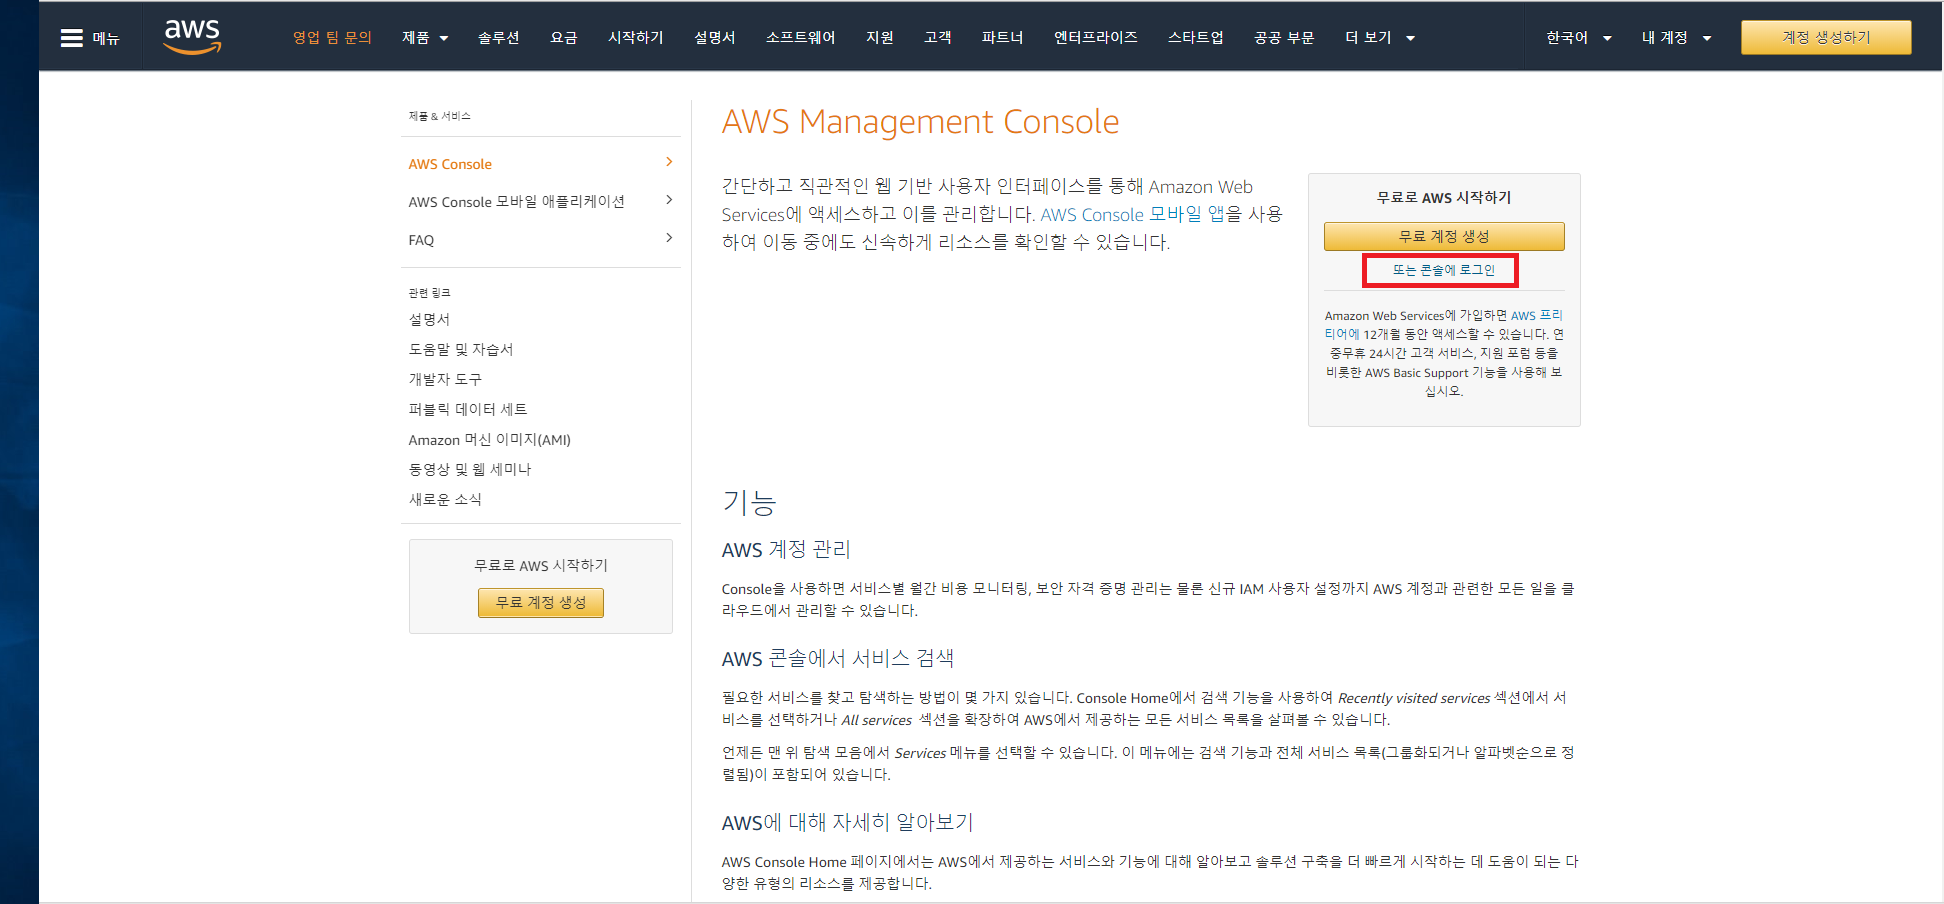 메뉴
aws
영업 팀 문의 제품 솔루션 요금 시작하기 설명서 소프트웨어 지원 고객 파트너 엔터프라이즈 스타트업 공공 부문 더 보기 한국어 내 계정 계정 생성하기
제품 & 서비스
AWS Console
AWS Console 모바일 애플리케이션
FAQ
관련 링크
설명서
도움말 및 자습서
개발자 도구
퍼블릭 데이터 세트
Amazon 머신 이미지(AMI)
동영상 및 웹 세미나
새로운 소식
무료로 AWS 시작하기
무료 계정 생성
AWS Management Console
간단하고 직관적인 웹 기반 사용자 인터페이스를 통해 Amazon Web
Services에 액세스하고 이를 관리합니다. AWS Console 모바일 앱을 사용
하여 이동 중에도 신속하게 리소스를 확인할 수 있습니다.
무료로 AWS 시작하기
무료 계정 생성
또는 콘솔에 로그인
Amazon Web Services에 가입하면 AWS 프리
티어에 12개월 동안 액세스할 수 있습니다. 연
중무휴 24시간 고객 서비스, 지원 포럼 등을
비롯한 AWS Basic Support 기능을 사용해 보
십시오.
기능
AWS 계정 관리
Console을 사용하면 서비스별 월간 비용 모니터링, 보안 자격 증명 관리는 물론 신규 IAM 사용자 설정까지 AWS 계정과 관련한 모든 일을 클
라우드에서 관리할 수 있습니다.
AWS 콘솔에서 서비스 검색
필요한 서비스를 찾고 탐색하는 방법이 몇 가지 있습니다. Console Home에서 검색 기능을 사용하여 Recently visited services 섹션에서 서
비스를 선택하거나 All services 섹션을 확장하여 AWS에서 제공하는 모든 서비스 목록을 살펴볼 수 있습니다.
언제든 맨 위 탐색 모음에서 Services 메뉴를 선택할 수 있습니다. 이 메뉴에는 검색 기능과 전체 서비스 목록(그룹화되거나 알파벳순으로 정
렬됨)이 포함되어 있습니다.
AWS에 대해 자세히 알아보기
AWS Console Home 페이지에서는 AWS에서 제공하는 서비스와 기능에 대해 알아보고 솔루션 구축을 더 빠르게 시작하는 데 도움이 되는 다
양한 유형의 리소스를 제공합니다.